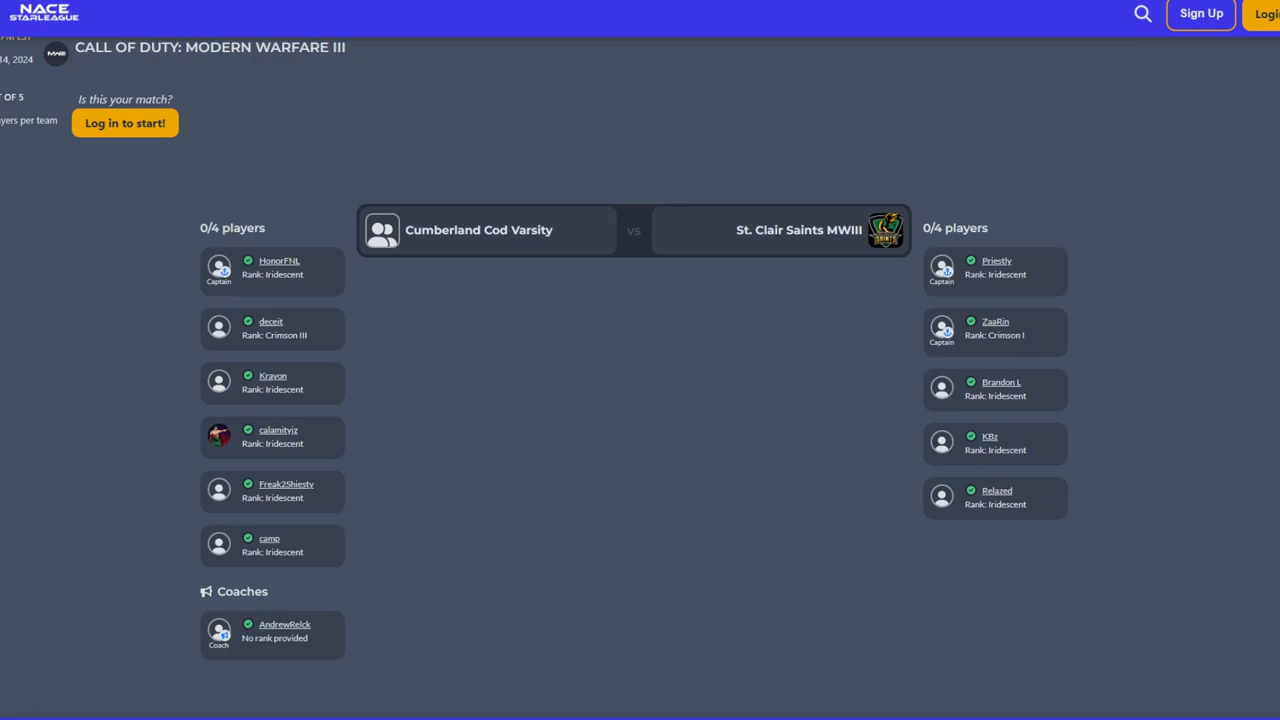 NACE
STARLEAGUE
Sign Up
Login
PM EST
CALL OF DUTY: MODERN WARFARE III
14, 2024
OF 5
Is this your match?
Log in to start!
yers per team
0/4 players
Cumberland Cod Varsity
VS
St. Clair Saints MWIII
SAINTS
0/4 players
HonorFNL
Rank: Iridescent
Captain
deceit
Rank: Crimson III
Krayon
Rank: Iridescent
calamityjz
Rank: Iridescent
Freak2Shiesty
Rank: Iridescent
camp
Rank: Iridescent
Coaches
AndrewRelck
No rank provided
Coach
Priestly
Rank: Iridescent
Captain
ZaaRin
Rank: Crimson I
Captain
Brandon L
Rank: Iridescent
KBz
Rank: Iridescent
Relazed
Rank: Iridescent